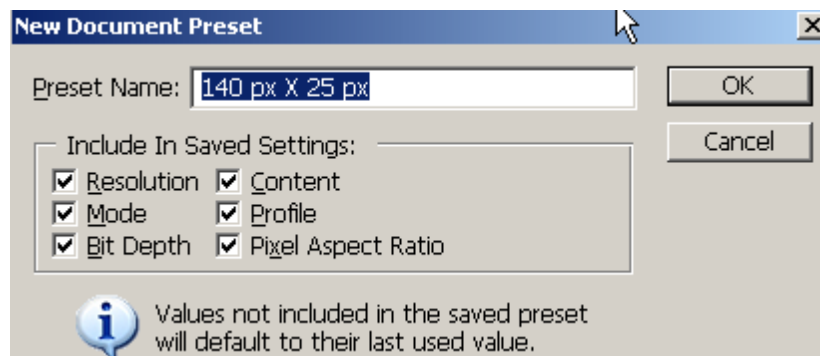 New Document Preset
Preset Name: 140 px X 25 px
OK
Cancel
Include In Saved Settings:
Resolution Content
Mode Profile
Bit Depth Pixel Aspect Ratio
Values not included in the saved preset
will default to their last used value.